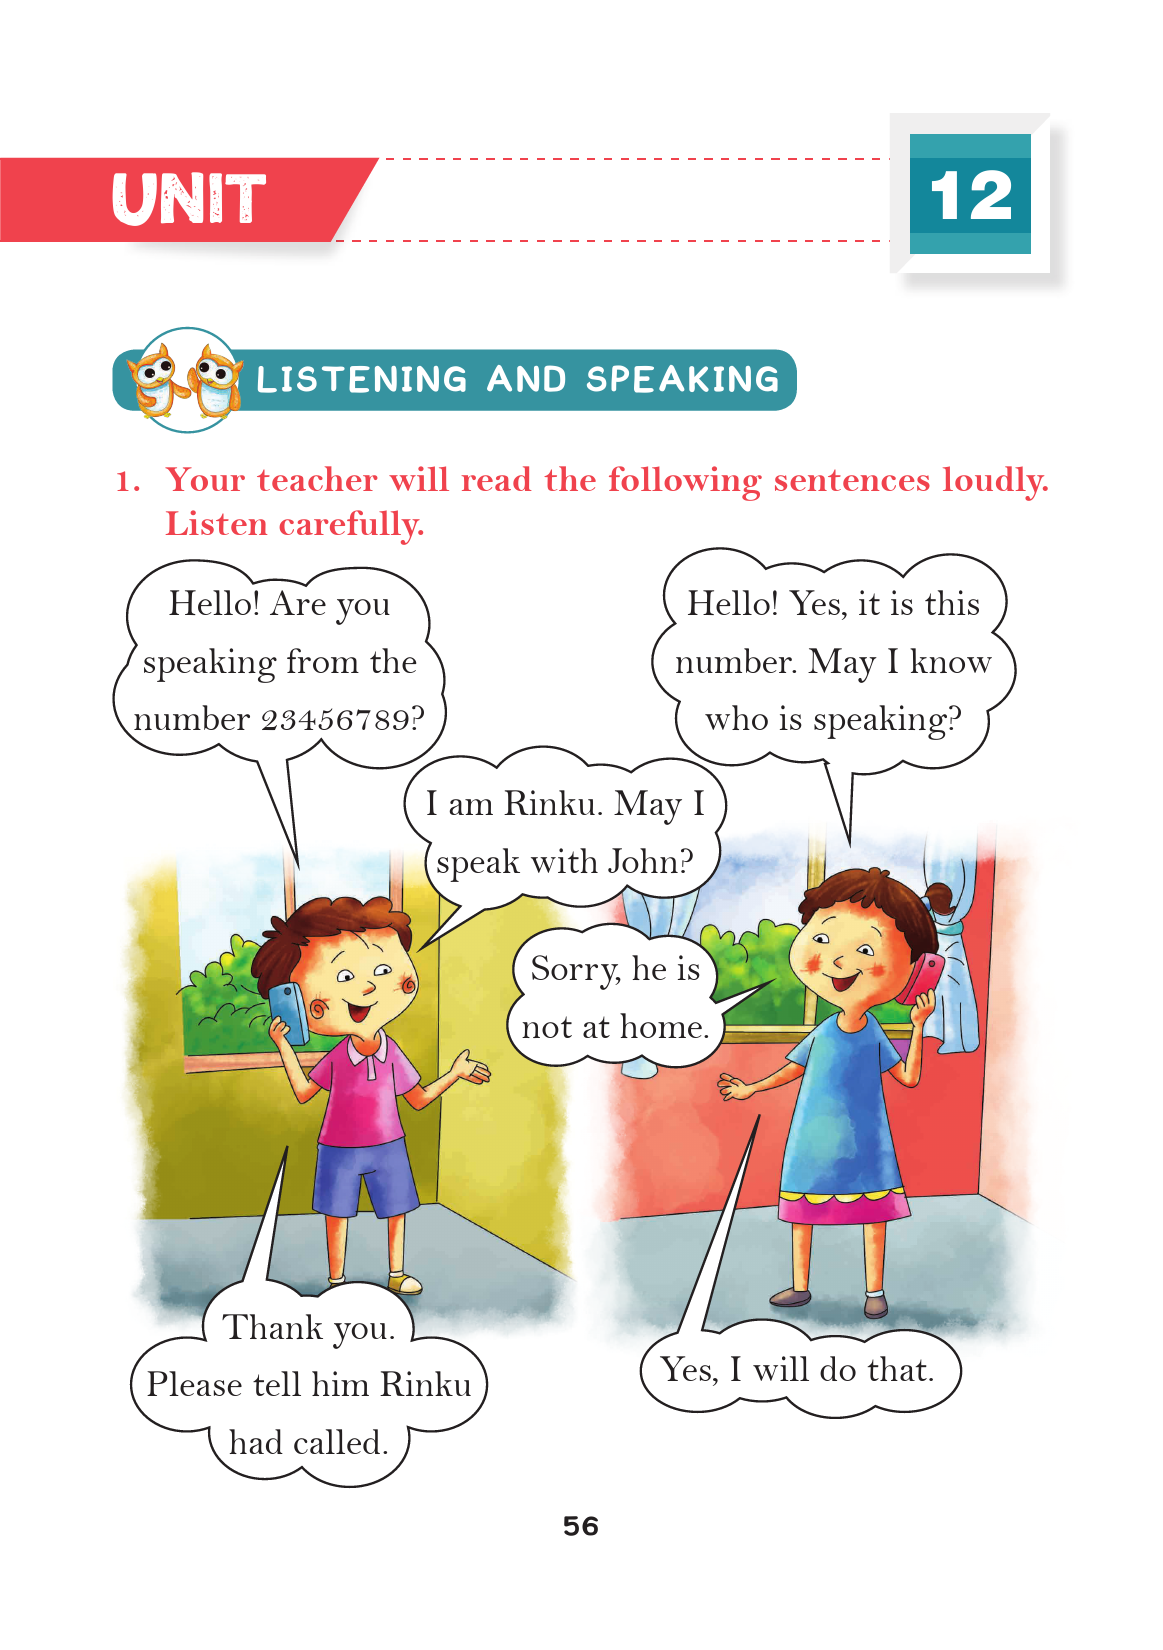 UNIT
12
LISTENING AND SPEAKING
1. Your teacher will read the following sentences loudly.
Listen carefully.
Hello! Are you
speaking from the
number 23456789?
Hello! Yes, it is this
number. May I know
who is speaking?
I am Rinku. May I
speak with John?
Sorry, he is
not at home.
Thank you.
Please tell him Rinku
had called.
Yes, I will do that.
56